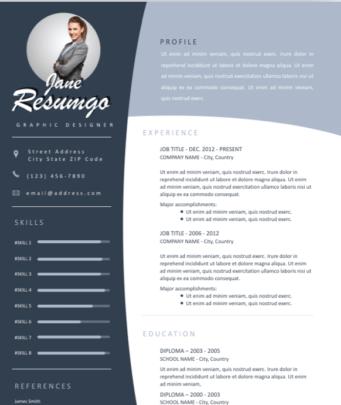 Jane
Resumgo
GRAPHIC DESIGNER
Street Address
City State ZIP Code
(123) 456-7890
email@address.com
SKILLS
#SKILL 1
#SKILL 2
#SKILL 3
#SKILL 4
#SKILL 5
#SKILL 6
#SKILL 7
#SKILL 8
REFERENCES
James Smith
PROFILE
Ut enim ad minim veniam, quis nostrud exerc. Irure dolor in
reprehend incididunt ut labore et dolore magna aliqua. Ut enim
ad minim veniam, quis nostrud exercitation ullamco laboris nisi ut
aliquip ex ea commodo consequat. Ut enim ad minim veniam,
quis nostrud exerc.
EXPERIENCE
JOB TITLE - DEC. 2012 - PRESENT
COMPANY NAME - City, Country
Ut enim ad minim veniam, quis nostrud exerc. Irure dolor in
reprehend incididunt ut labore et dolore magna aliqua. Ut enim ad
minim veniam, quis nostrud exercitation ullamco laboris nisi ut aliquip
ex ea commodo consequat.
Major accomplishments:
• Ut enim ad minim veniam, quis nostrud exerc.
• Ut enim ad minim veniam, quis nostrud exerc.
JOB TITLE - 2006 - 2012
COMPANY NAME - City, Country
Ut enim ad minim veniam, quis nostrud exerc. Irure dolor in
reprehend incididunt ut labore et dolore magna aliqua. Ut enim ad
minim veniam, quis nostrud exercitation ullamco laboris nisi ut
aliquip ex ea commodo consequat.
Major accomplishments:
• Ut enim ad minim veniam, quis nostrud exerc.
• Ut enim ad minim veniam, quis nostrud exerc.
EDUCATION
DIPLOMA – 2003 - 2005
SCHOOL NAME - City, Country
Ut enim ad minim veniam, quis nostrud exerc. Irure dolor in
reprehend incididunt ut labore et dolore magna aliqua. Ut enim
ad minim veniam,
DIPLOMA – 2000 - 2003
SCHOOL NAME - City, Country